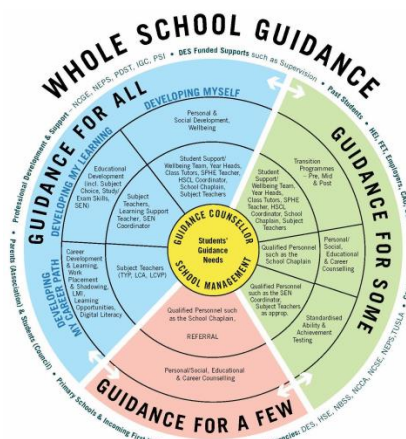 WHOLE SCHOOL GUIDANCE
Professional Development & Support – NCGE, NEPS, PDST, IGC, PSI • DES Funded Supports such as Supervision • Past Students • HEI, FET, Employers,
GUIDANCE FOR ALL
DEVELOPING MYSELF
DEVELOPING MY LEARNING
DEVELOPING
MY CAREER PATH
Personal &
Social Development,
Wellbeing
Student Support/
Wellbeing Team, Year Heads,
Class Tutors, SPHE Teacher,
HSCL Coordinator,
School Chaplain,
Subject Teachers
Educational
Development
(incl. Subject
Choice, Study/
Exam Skills,
SEN)
Subject
Teachers,
Learning Support
Teacher, SEN
Coordinator
Career
Development
& Learning,
Work
Placement
& Shadowing,
LMI,
Learning
Opportunities,
Digital Literacy
Subject Teachers
(TYP, LCA, LCVP)
GUIDANCE COUNSELLOR
Students'
Guidance
Needs
SCHOOL MANAGEMENT
GUIDANCE FOR SOME
Transition
Programmes
– Pre, Mid
& Post
Student
Support/
Wellbeing Team,
Year Heads,
Class Tutors, SPHE
Teacher, HSCL
Coordinator, School
Chaplain, Subject
Teachers
Personal/
Social,
Educational
& Career
Counselling
Qualified Personnel
such as the
School Chaplain
Qualified Personnel
such as the SEN
Coordinator,
Subject Teachers
as approp.
Standardised
Ability &
Achievement
Testing
Qualified Personnel such
as the School Chaplain,
REFERRAL
Personal/Social, Educational
& Career Counselling
GUIDANCE FOR A FEW
Parents (Association) & Students (Council) • Primary Schools & Incoming First
DES, HSE, NBSS, NCCA, NCSE, NEPS, TUSLA